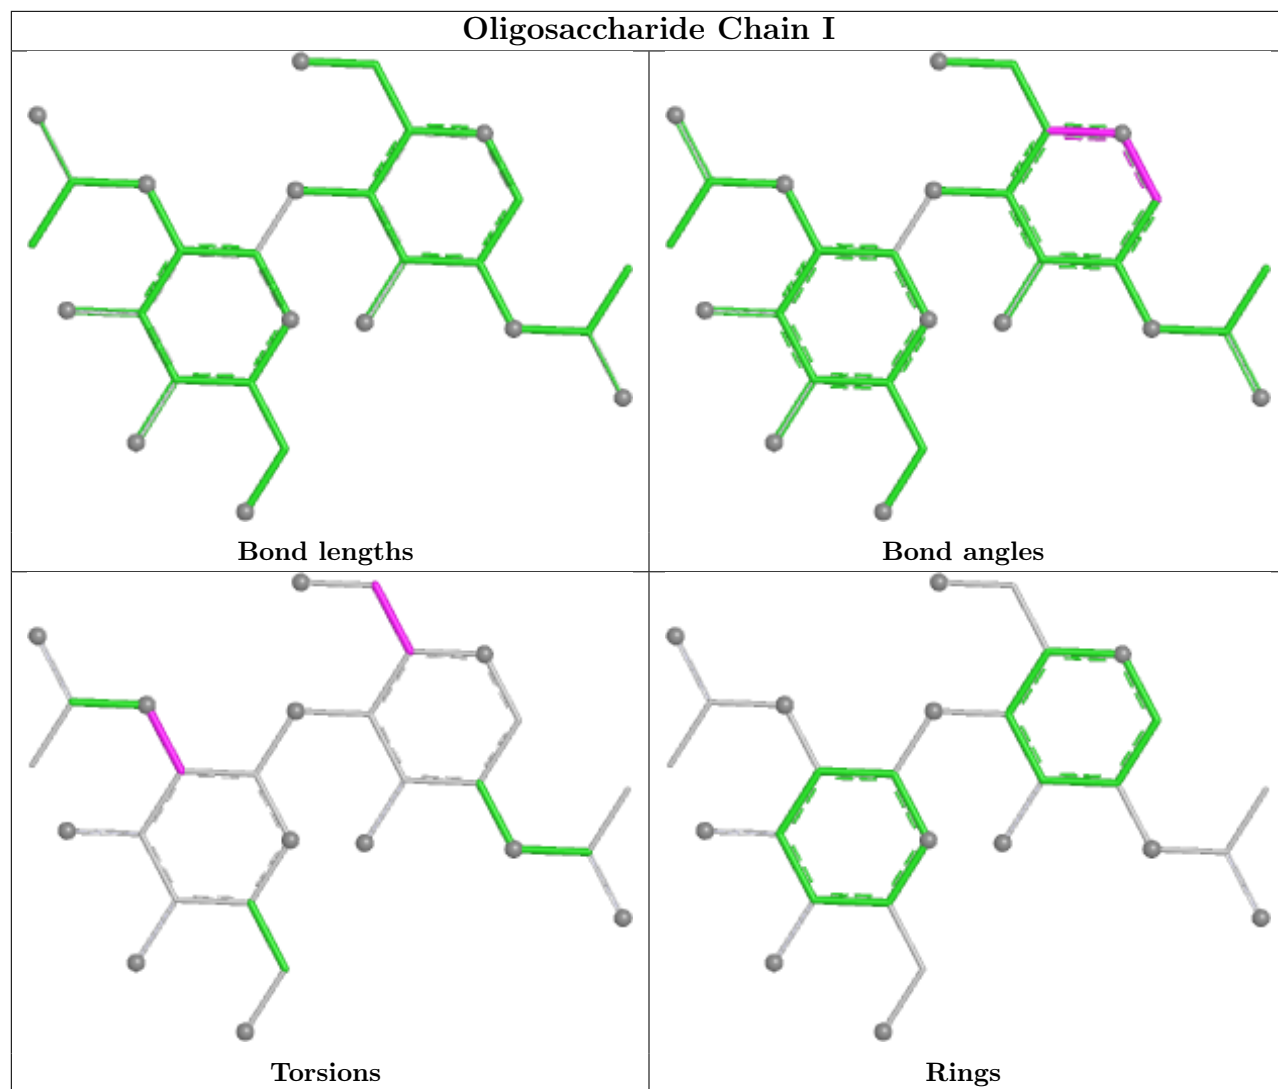 Oligosaccharide Chain I
Bond lengths
Bond angles
Torsions
Rings